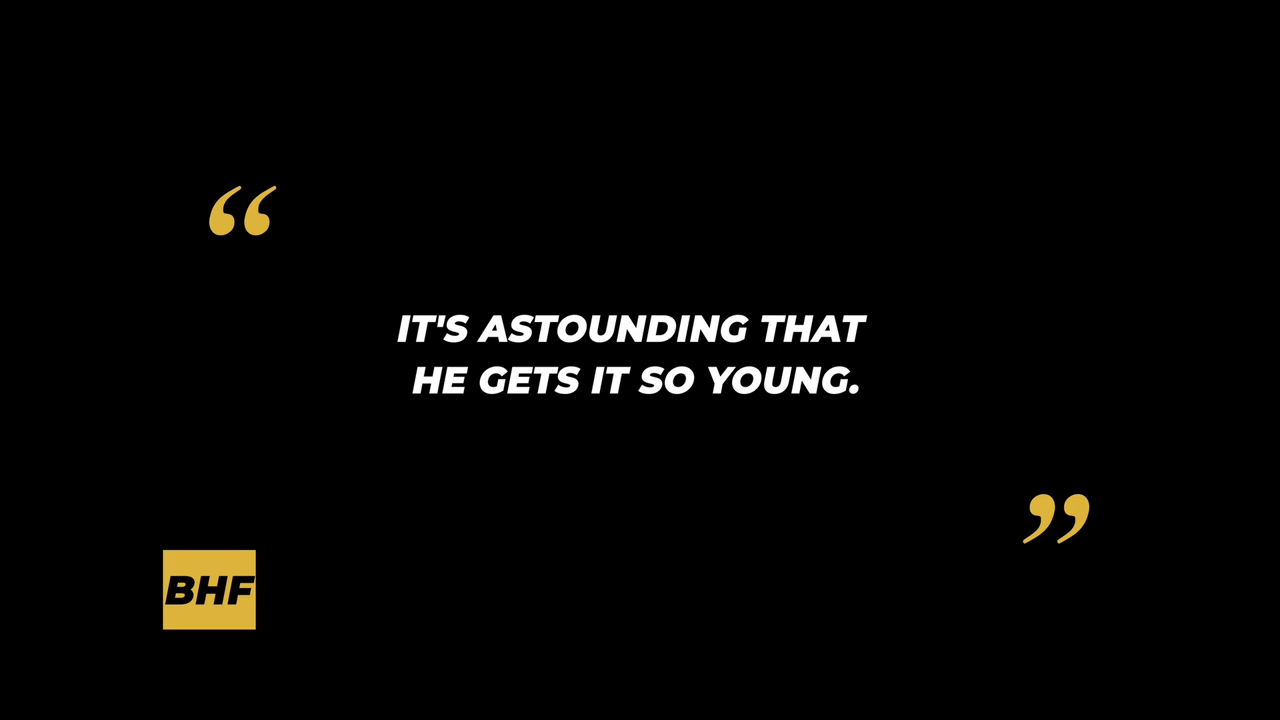 “
IT'S ASTOUNDING THAT
HE GETS IT SO YOUNG.
”
BHF